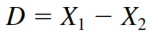 D = X₁ − X₂